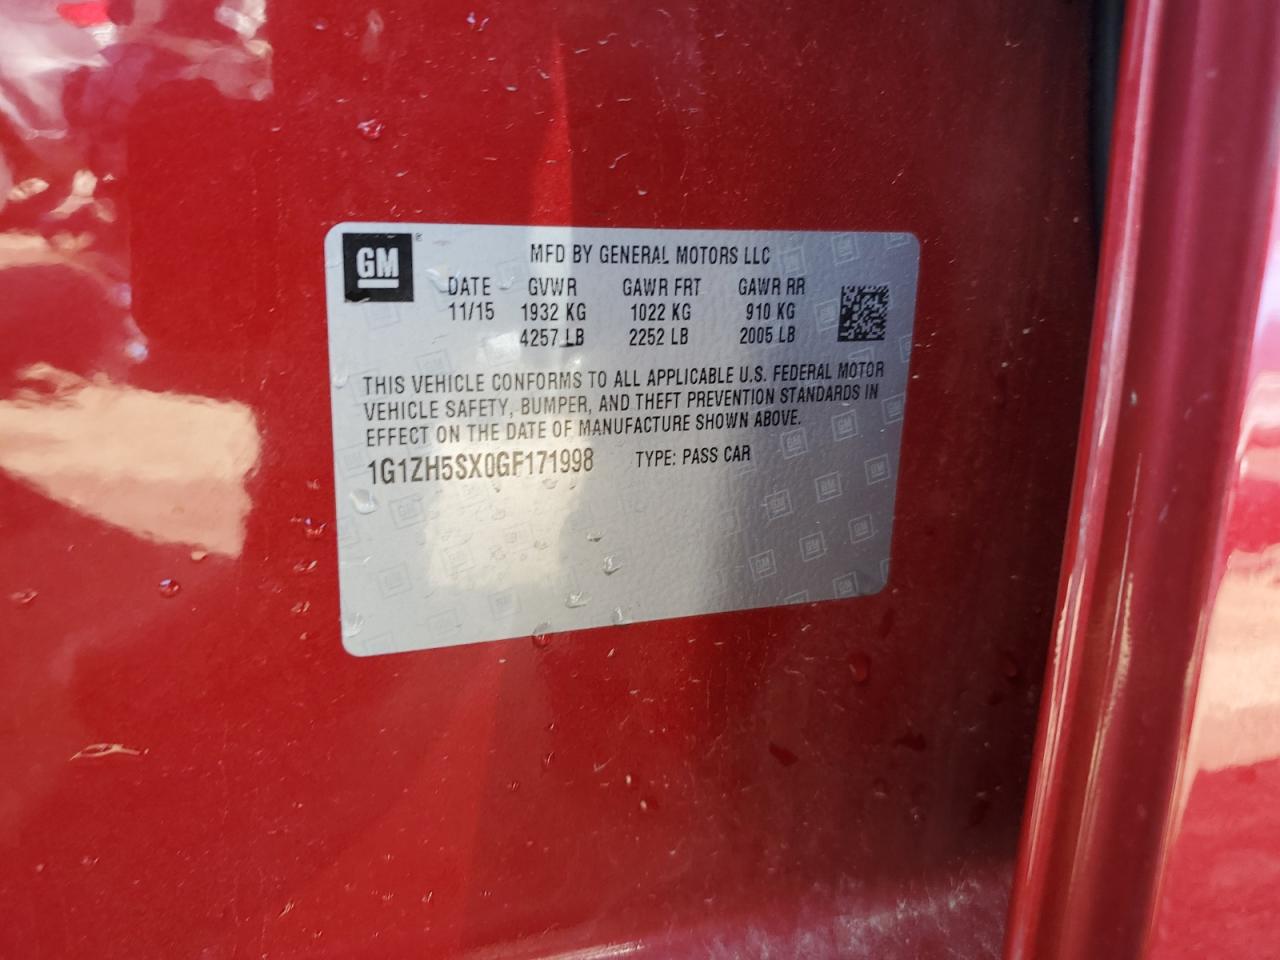 GM®
MFD BY GENERAL MOTORS LLC
DATE GVWR GAWR FRT GAWR RR
11/15 1932 KG 1022 KG 910 KG
4257 LB 2252 LB 2005 LB
THIS VEHICLE CONFORMS TO ALL APPLICABLE U.S. FEDERAL MOTOR
VEHICLE SAFETY, BUMPER, AND THEFT PREVENTION STANDARDS IN
EFFECT ON THE DATE OF MANUFACTURE SHOWN ABOVE.
1G1ZH5SX0GF171998 TYPE: PASS CAR